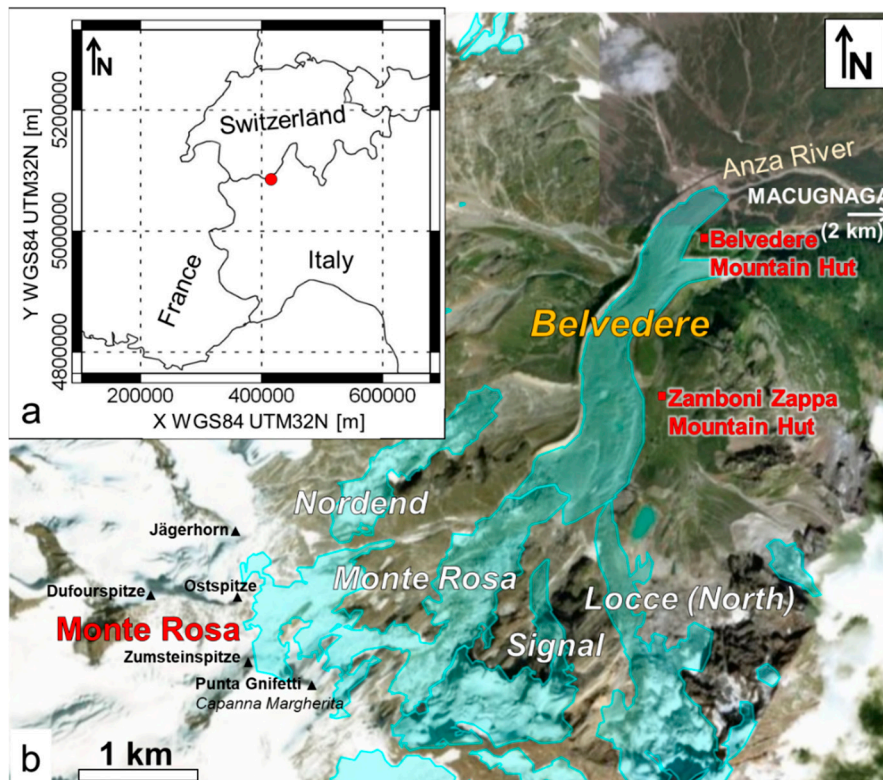 N
Switzerland
France
Italy
Y WGS84 UTM32N [m]
5200000
5000000
4800000
200000 400000 600000
X WGS84 UTM32N [m]
a
N
Anza River
MACUGNAGA
(2 km)
Belvedere
Mountain Hut
Belvedere
Zamboni Zappa
Mountain Hut
Nordend
Jägerhorn
Monte Rosa
Dufourspitze
Ostspitze
Locce (North)
Monte Rosa
Signal
Zumsteinspitze
Punta Gnifetti
Capanna Margherita
b
1 km